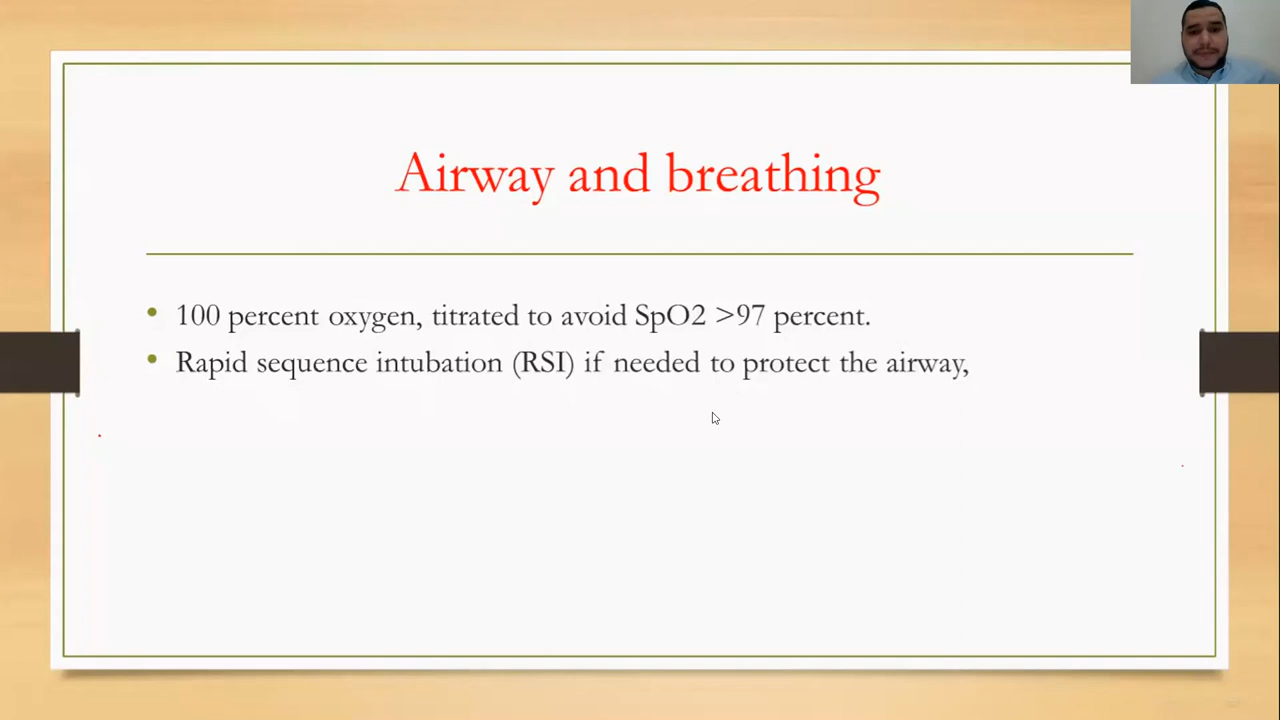 Airway and breathing
• 100 percent oxygen, titrated to avoid SpO2 >97 percent.
• Rapid sequence intubation (RSI) if needed to protect the airway,